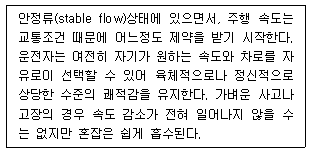 안정류(stable flow)상태에 있으면서, 주행 속도는
교통조건 때문에 어느정도 제약을 받기 시작한다.
운전자는 여전히 자기가 원하는 속도와 차로를 자
유로이 선택할 수 있어 육체적으로나 정신적으로
상당한 수준의 쾌적감을 유지한다. 가벼운 사고나
고장의 경우 속도 감소가 전혀 일어나지 않을 수
는 없지만 혼잡은 쉽게 흡수된다.